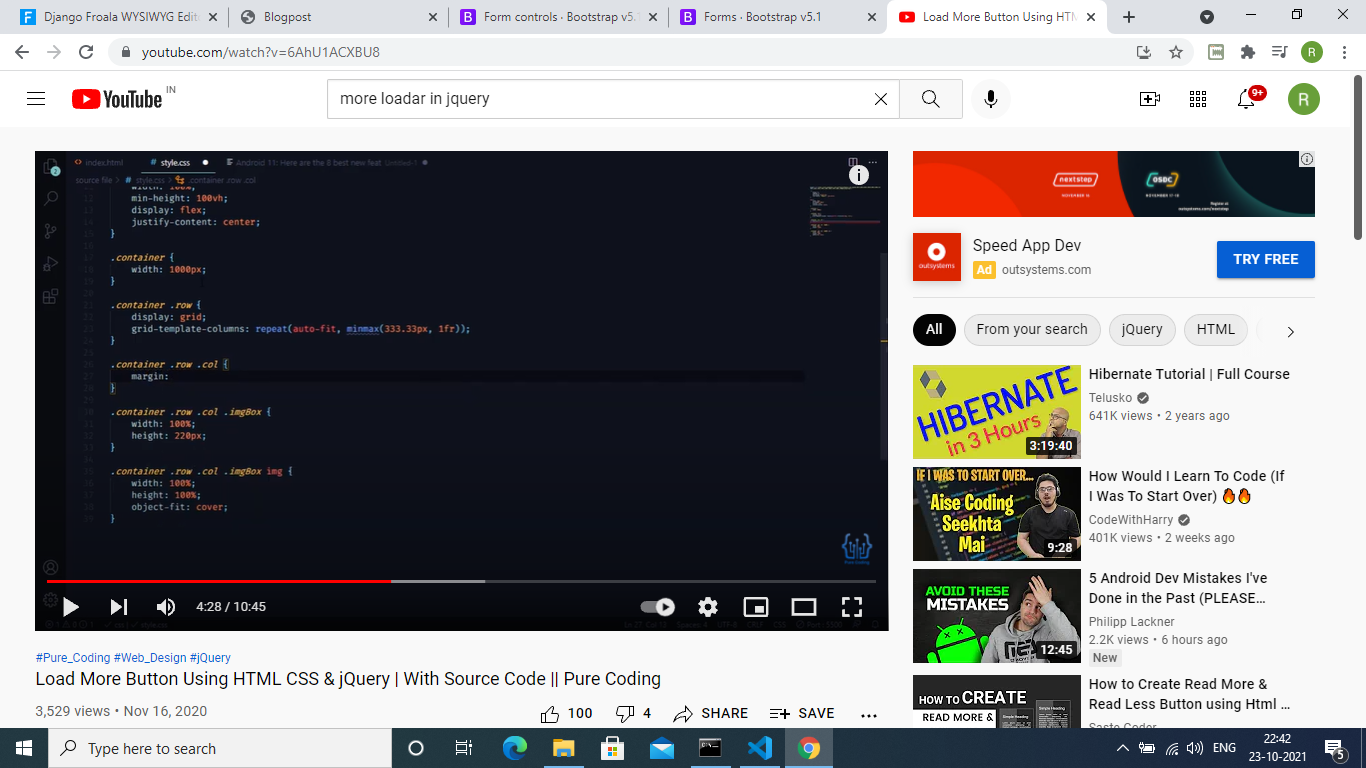 Django Froala WYSIWYG Edit
Blogpost
Form controls · Bootstrap v5.1
Forms · Bootstrap v5.1
Load More Button Using HTM
youtube.com/watch?v=6AhU1ACXBU8
R
YouTube IN
more loadar in jquery
9+
R
index.html
style.css
Android 11: Here are the 8 best new feat Untitled-1
source file > # style.css > .container .row .col
width: 100%;
min-height: 100vh;
display: flex;
justify-content: center;
}
.container {
width: 1000px;
}
.container .row {
display: grid;
grid-template-columns: repeat(auto-fit, minmax(333.33px, 1fr));
}
.container .row .col {
margin:
}
.container .row .col .imgBox {
width: 100%;
height: 220px;
}
.container .row .col .imgBox img {
width: 100%;
height: 100%;
object-fit: cover;
}
Pure Coding
4:28 / 10:45
#Pure_Coding #Web_Design #jQuery
Load More Button Using HTML CSS & jQuery | With Source Code || Pure Coding
3,529 views • Nov 16, 2020
100
4
SHARE
SAVE
nextstep
OSDC
outsystems
Speed App Dev
Ad outsystems.com
TRY FREE
All
From your search
jQuery
HTML
HIBERNATE
in 3 Hours
3:19:40
Hibernate Tutorial | Full Course
Telusko
641K views • 2 years ago
IF I WAS TO START OVER...
Aise Coding
Seekhta
Mai
9:28
How Would I Learn To Code (If
I Was To Start Over) 🔥🔥
CodeWithHarry
401K views • 2 weeks ago
AVOID THESE
MISTAKES
12:45
5 Android Dev Mistakes I've
Done in the Past (PLEASE...
Philipp Lackner
2.2K views • 6 hours ago
New
HOW TO CREATE
READ MORE &
How to Create Read More &
Read Less Button using Html ...
Type here to search
ENG
22:42
23-10-2021
5